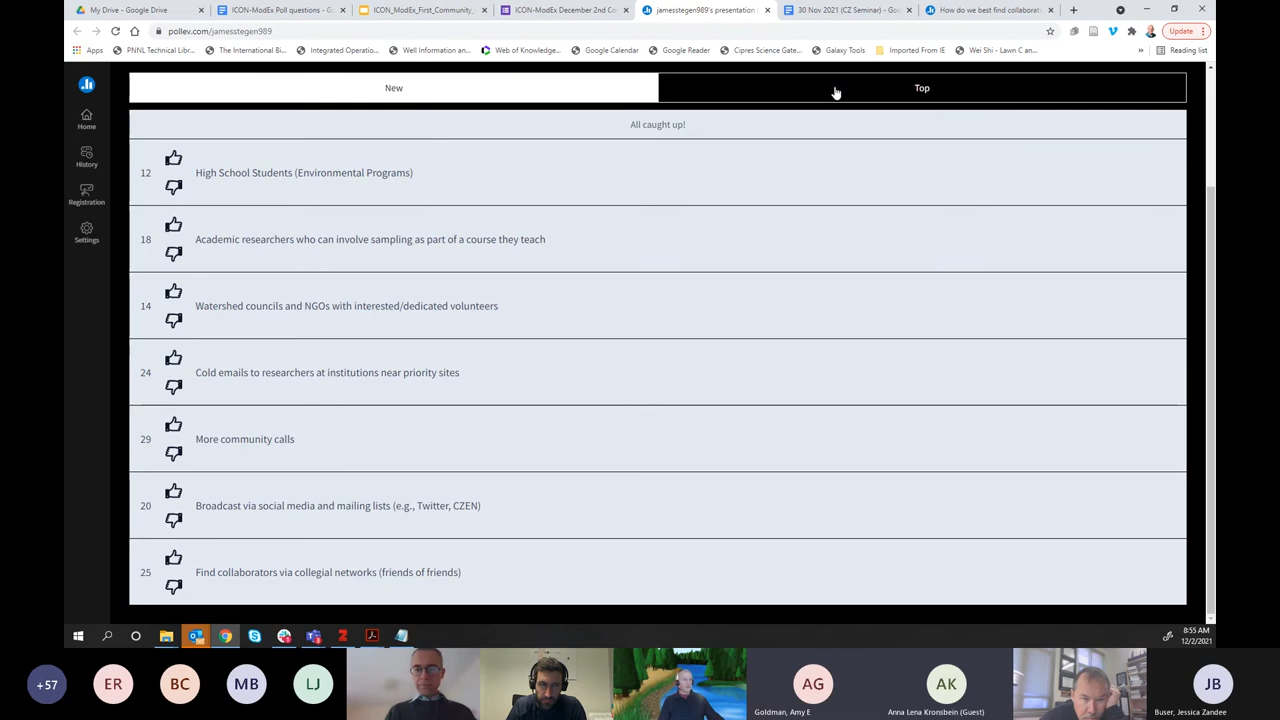 My Drive - Google Drive
ICON-ModEx Poll questions - Goo
ICON_ModEx_First_Community_
ICON-ModEx December 2nd Co
jamesstegen989's presentation
30 Nov 2021 (CZ Seminar) - Goo
How do we best find collaborato
pollev.com/jamesstegen989
Update
Apps
PNNL Technical Libr...
The International Bi...
Integrated Operatio...
Well Information an...
Web of Knowledge...
Google Calendar
Google Reader
Cipres Science Gate...
Galaxy Tools
Imported From IE
Wei Shi - Lawn C an...
»
Reading list
Home
History
Registration
Settings
New
Top
All caught up!
12 High School Students (Environmental Programs)
18 Academic researchers who can involve sampling as part of a course they teach
14 Watershed councils and NGOs with interested/dedicated volunteers
24 Cold emails to researchers at institutions near priority sites
29 More community calls
20 Broadcast via social media and mailing lists (e.g., Twitter, CZEN)
25 Find collaborators via collegial networks (friends of friends)
8:55 AM
12/2/2021
+57
ER
BC
MB
LJ
AG
Goldman, Amy E
AK
Anna Lena Kronsbein (Guest)
JB
Buser, Jessica Zandee